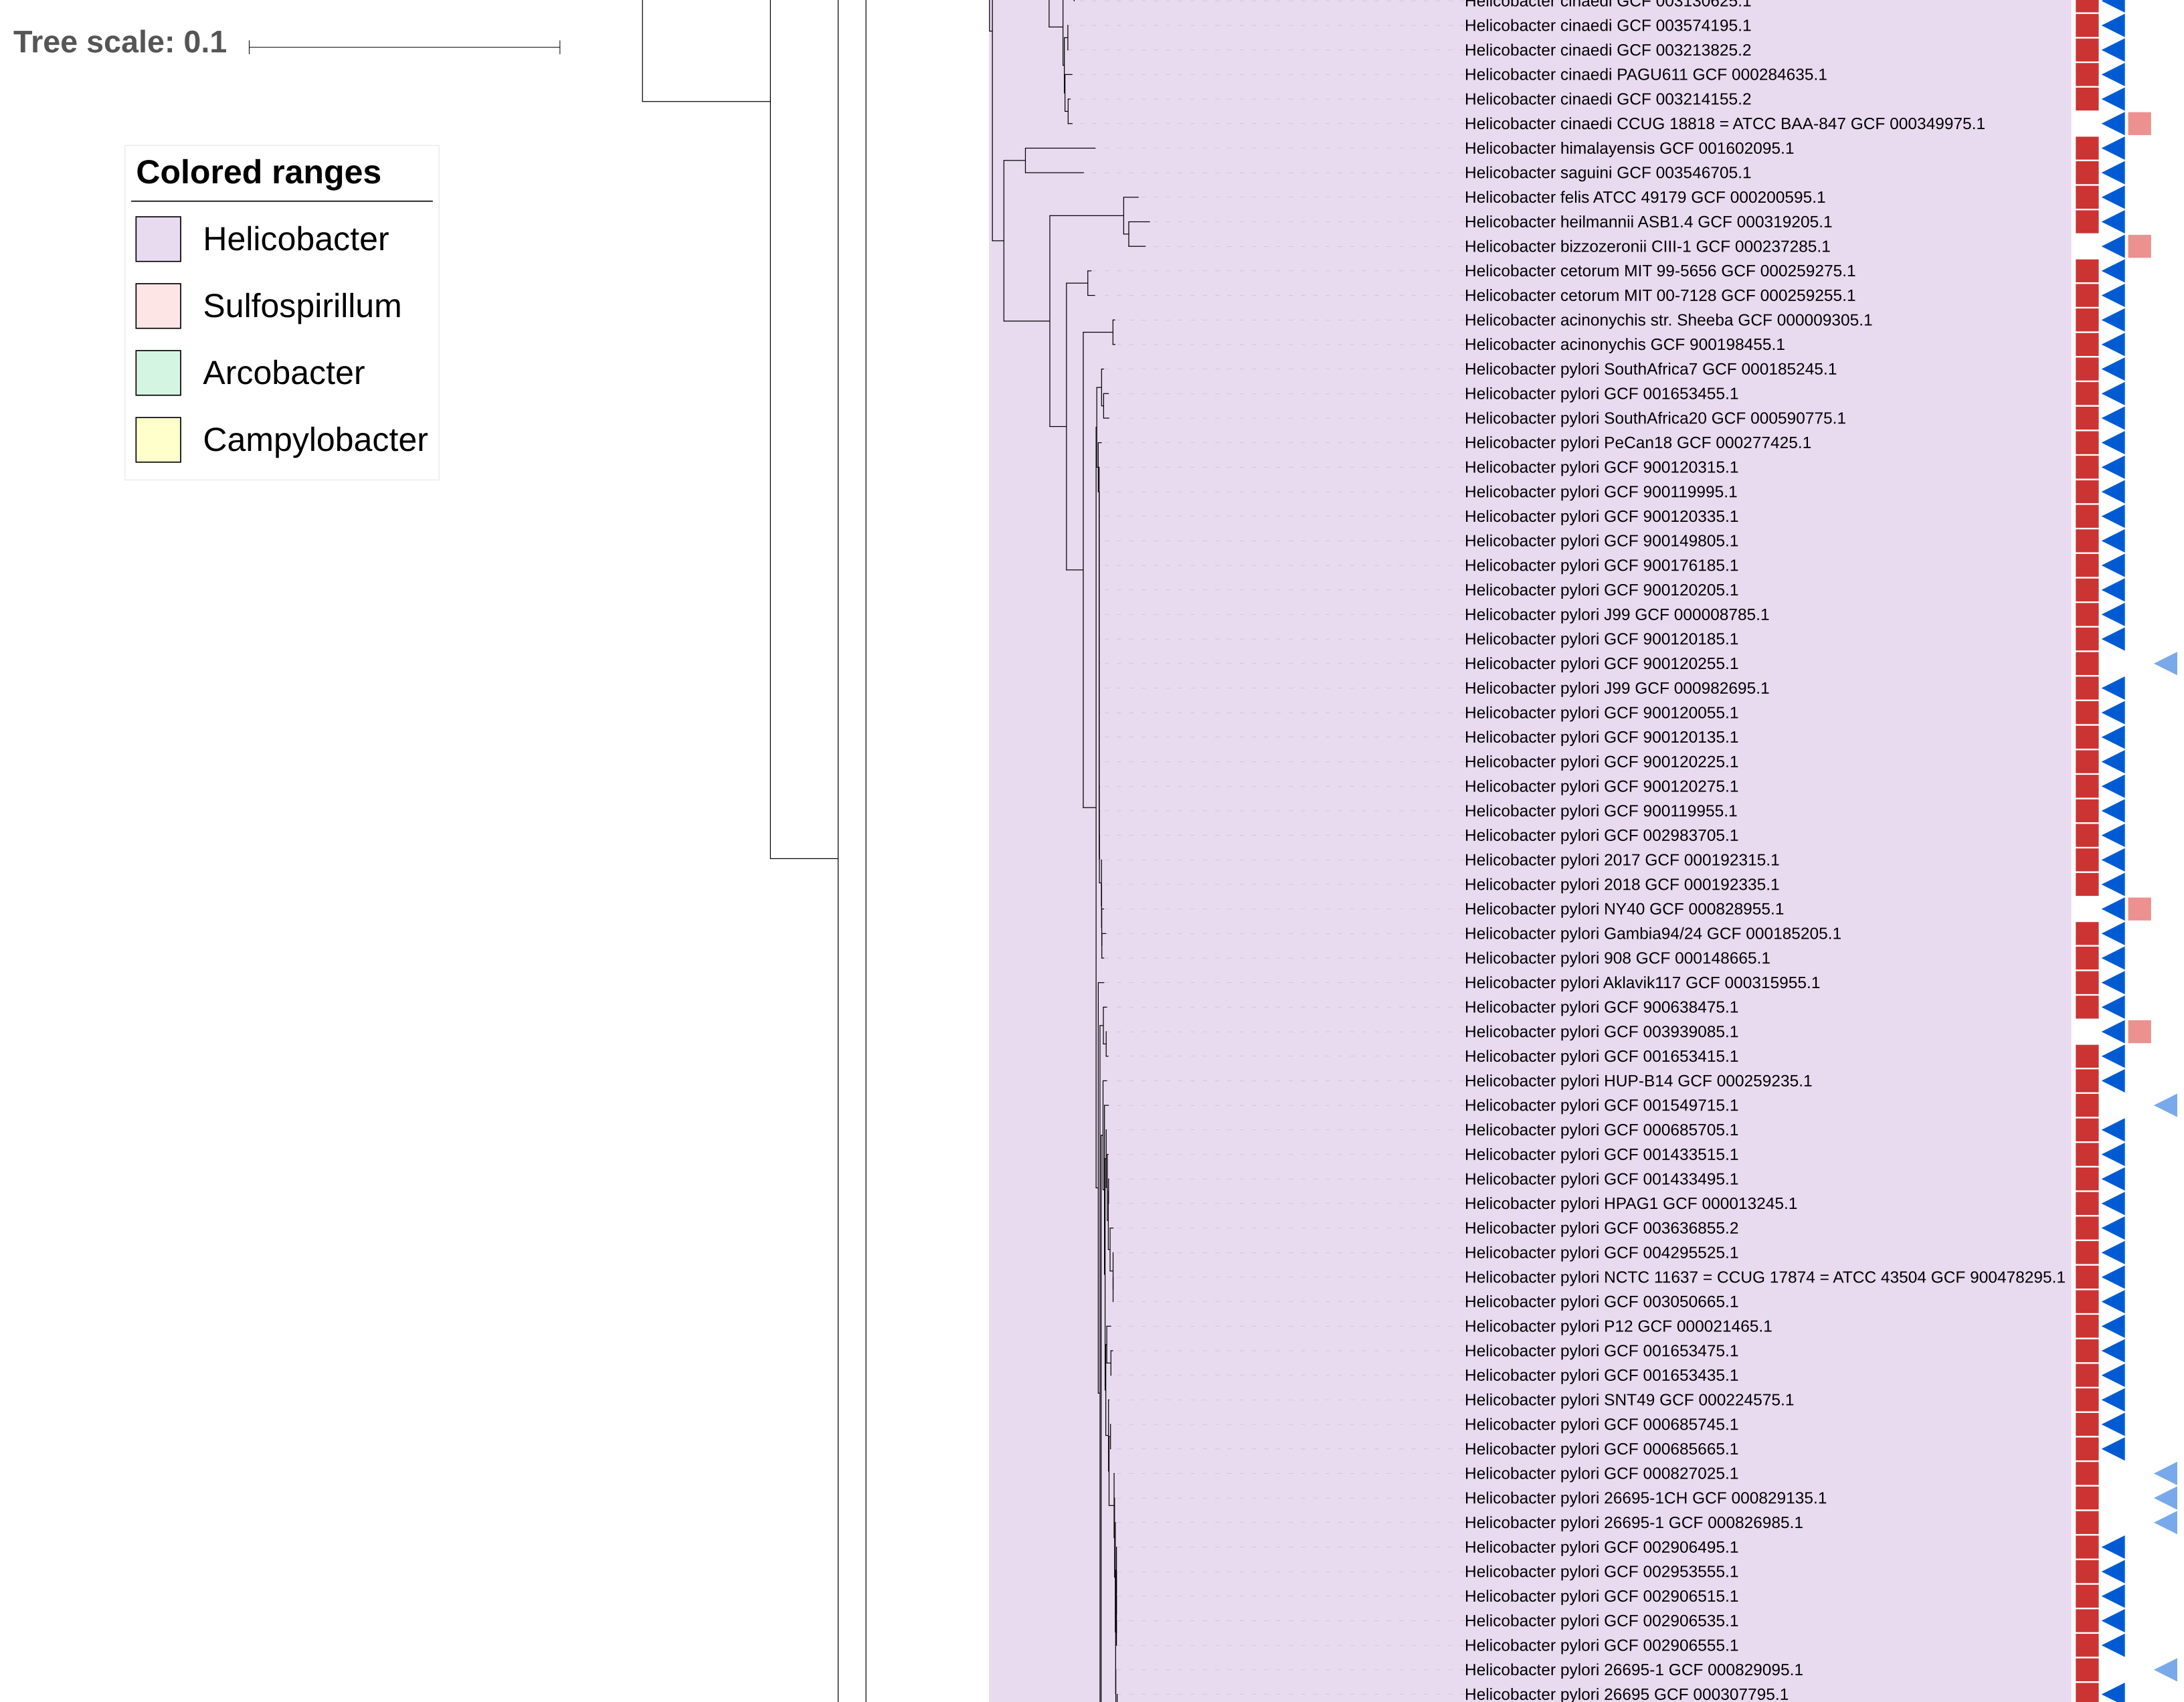 Tree scale: 0.1
Colored ranges
Helicobacter
Sulfospirillum
Arcobacter
Campylobacter
Helicobacter cinaedi GCF 003130625.1
Helicobacter cinaedi GCF 003574195.1
Helicobacter cinaedi GCF 003213825.2
Helicobacter cinaedi PAGU611 GCF 000284635.1
Helicobacter cinaedi GCF 003214155.2
Helicobacter cinaedi CCUG 18818 = ATCC BAA-847 GCF 000349975.1
Helicobacter himalayensis GCF 001602095.1
Helicobacter saguini GCF 003546705.1
Helicobacter felis ATCC 49179 GCF 000200595.1
Helicobacter heilmannii ASB1.4 GCF 000319205.1
Helicobacter bizzozeronii CIII-1 GCF 000237285.1
Helicobacter cetorum MIT 99-5656 GCF 000259275.1
Helicobacter cetorum MIT 00-7128 GCF 000259255.1
Helicobacter acinonychis str. Sheeba GCF 000009305.1
Helicobacter acinonychis GCF 900198455.1
Helicobacter pylori SouthAfrica7 GCF 000185245.1
Helicobacter pylori GCF 001653455.1
Helicobacter pylori SouthAfrica20 GCF 000590775.1
Helicobacter pylori PeCan18 GCF 000277425.1
Helicobacter pylori GCF 900120315.1
Helicobacter pylori GCF 900119995.1
Helicobacter pylori GCF 900120335.1
Helicobacter pylori GCF 900149805.1
Helicobacter pylori GCF 900176185.1
Helicobacter pylori GCF 900120205.1
Helicobacter pylori J99 GCF 000008785.1
Helicobacter pylori GCF 900120185.1
Helicobacter pylori GCF 900120255.1
Helicobacter pylori J99 GCF 000982695.1
Helicobacter pylori GCF 900120055.1
Helicobacter pylori GCF 900120135.1
Helicobacter pylori GCF 900120225.1
Helicobacter pylori GCF 900120275.1
Helicobacter pylori GCF 900119955.1
Helicobacter pylori GCF 002983705.1
Helicobacter pylori 2017 GCF 000192315.1
Helicobacter pylori 2018 GCF 000192335.1
Helicobacter pylori NY40 GCF 000828955.1
Helicobacter pylori Gambia94/24 GCF 000185205.1
Helicobacter pylori 908 GCF 000148665.1
Helicobacter pylori Aklavik117 GCF 000315955.1
Helicobacter pylori GCF 900638475.1
Helicobacter pylori GCF 003939085.1
Helicobacter pylori GCF 001653415.1
Helicobacter pylori HUP-B14 GCF 000259235.1
Helicobacter pylori GCF 001549715.1
Helicobacter pylori GCF 000685705.1
Helicobacter pylori GCF 001433515.1
Helicobacter pylori GCF 001433495.1
Helicobacter pylori HPAG1 GCF 000013245.1
Helicobacter pylori GCF 003636855.2
Helicobacter pylori GCF 004295525.1
Helicobacter pylori NCTC 11637 = CCUG 17874 = ATCC 43504 GCF 900478295.1
Helicobacter pylori GCF 003050665.1
Helicobacter pylori P12 GCF 000021465.1
Helicobacter pylori GCF 001653475.1
Helicobacter pylori GCF 001653435.1
Helicobacter pylori SNT49 GCF 000224575.1
Helicobacter pylori GCF 000685745.1
Helicobacter pylori GCF 000685665.1
Helicobacter pylori GCF 000827025.1
Helicobacter pylori 26695-1CH GCF 000829135.1
Helicobacter pylori 26695-1 GCF 000826985.1
Helicobacter pylori GCF 002906495.1
Helicobacter pylori GCF 002953555.1
Helicobacter pylori GCF 002906515.1
Helicobacter pylori GCF 002906535.1
Helicobacter pylori GCF 002906555.1
Helicobacter pylori 26695-1 GCF 000829095.1
Helicobacter pylori 26695 GCF 000307795.1